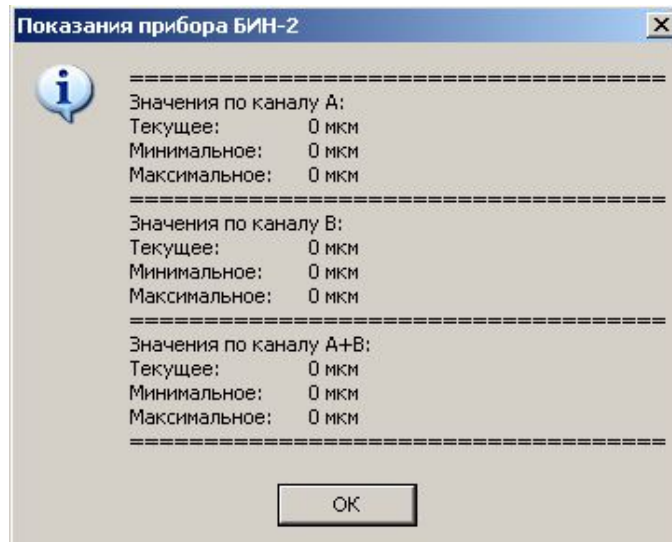 Показания прибора БИН-2
====================================
Значения по каналу А:
Текущее: 0 мкм
Минимальное: 0 мкм
Максимальное: 0 мкм
====================================
Значения по каналу В:
Текущее: 0 мкм
Минимальное: 0 мкм
Максимальное: 0 мкм
====================================
Значения по каналу А+В:
Текущее: 0 мкм
Минимальное: 0 мкм
Максимальное: 0 мкм
====================================
OK